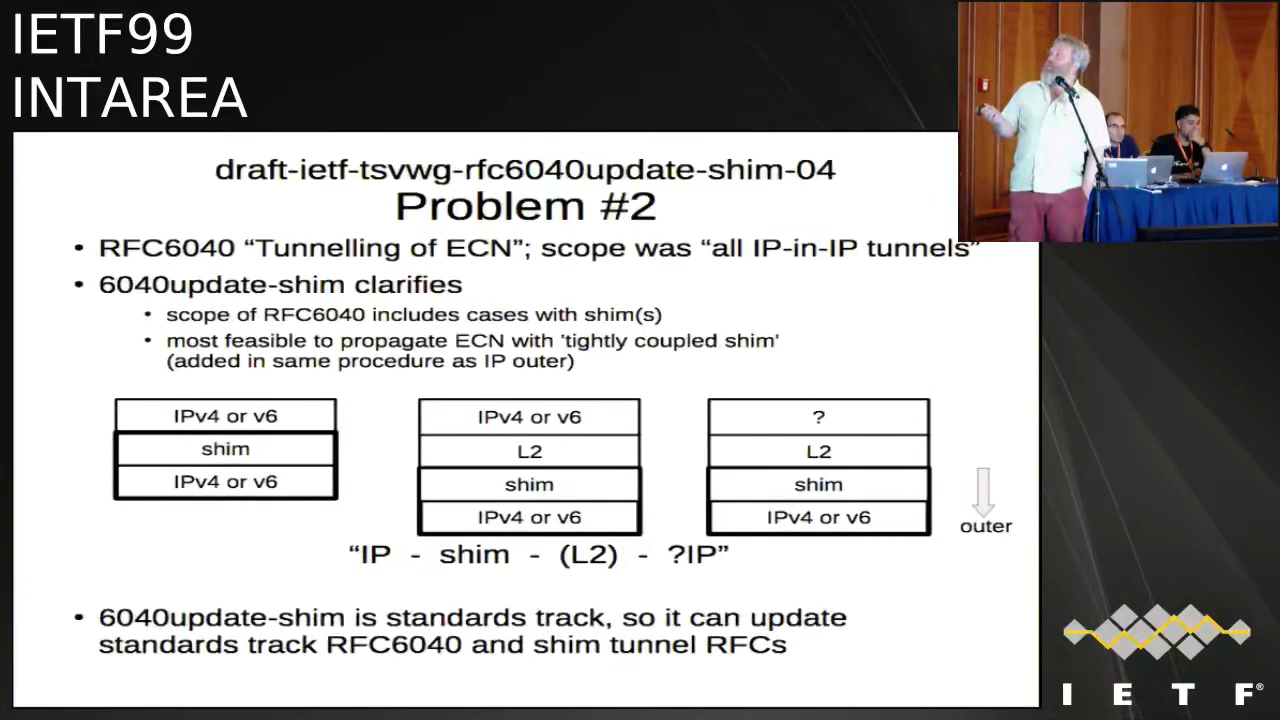 IETF99
INTAREA
draft-ietf-tsvwg-rfc6040update-shim-04
Problem #2
• RFC6040 “Tunnelling of ECN”; scope was “all IP-in-IP tunnels”
• 6040update-shim clarifies
• scope of RFC6040 includes cases with shim(s)
• most feasible to propagate ECN with 'tightly coupled shim'
(added in same procedure as IP outer)
IPv4 or v6
shim
IPv4 or v6
IPv4 or v6
L2
shim
IPv4 or v6
?
L2
shim
IPv4 or v6
outer
“IP - shim - (L2) - ?IP”
• 6040update-shim is standards track, so it can update
standards track RFC6040 and shim tunnel RFCs
I E T F®